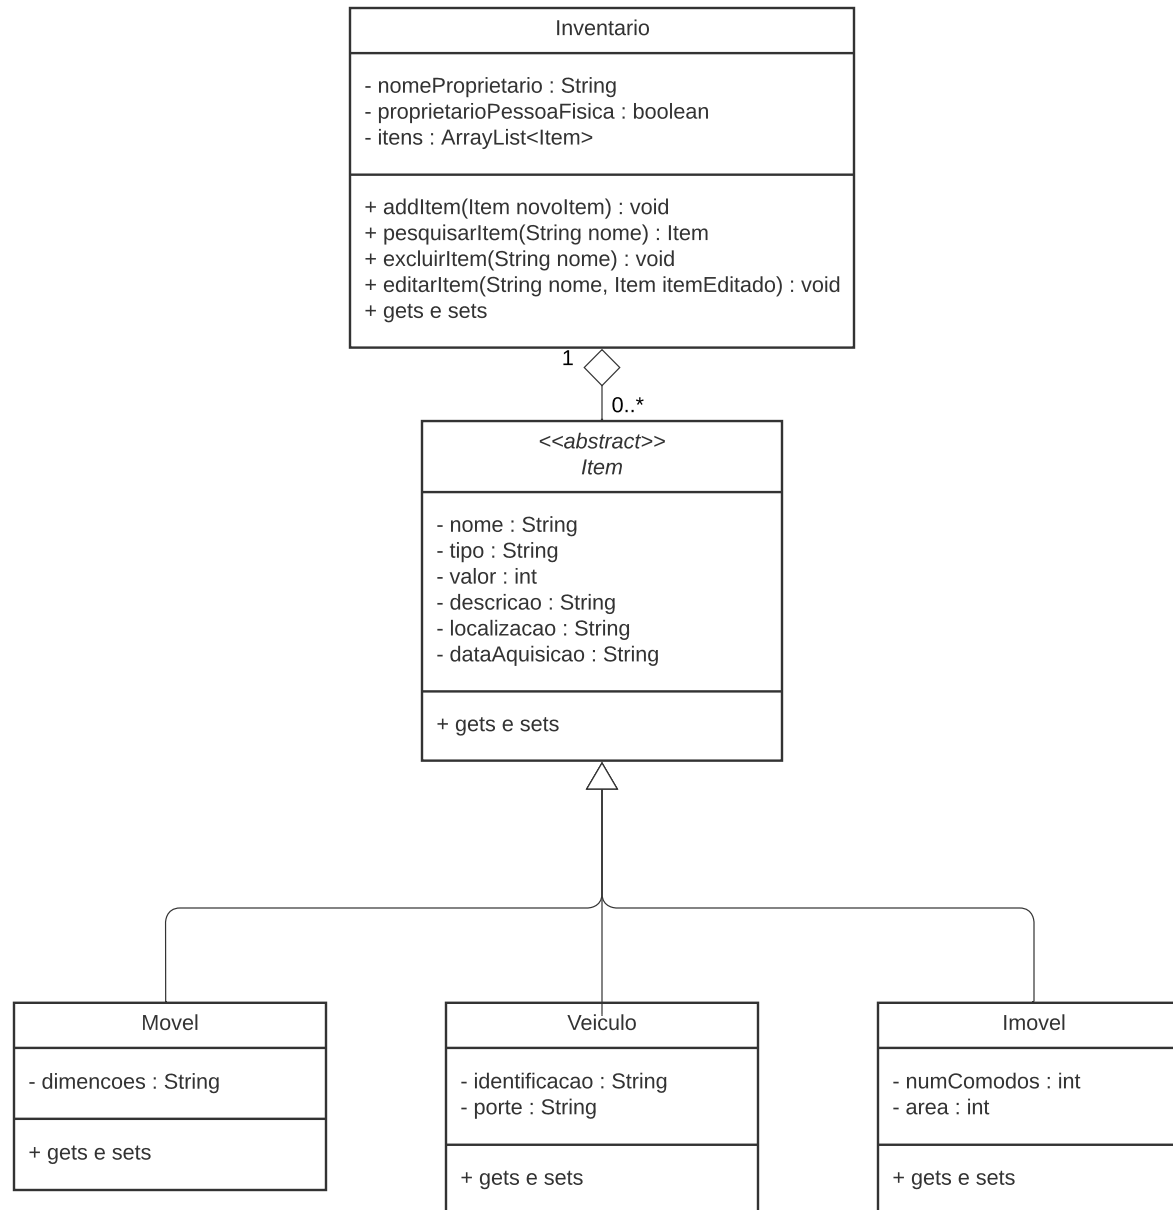 Inventario
- nomeProprietario : String
- proprietarioPessoaFisica : boolean
- itens : ArrayList<Item>
+ addItem(Item novoItem) : void
+ pesquisarItem(String nome) : Item
+ excluirItem(String nome) : void
+ editarItem(String nome, Item itemEditado) : void
+ gets e sets
1
0..*
<<abstract>>
Item
- nome : String
- tipo : String
- valor : int
- descricao : String
- localizacao : String
- dataAquisicao : String
+ gets e sets
Movel
- dimencoes : String
+ gets e sets
Veiculo
- identificacao : String
- porte : String
+ gets e sets
Imovel
- numComodos : int
- area : int
+ gets e sets